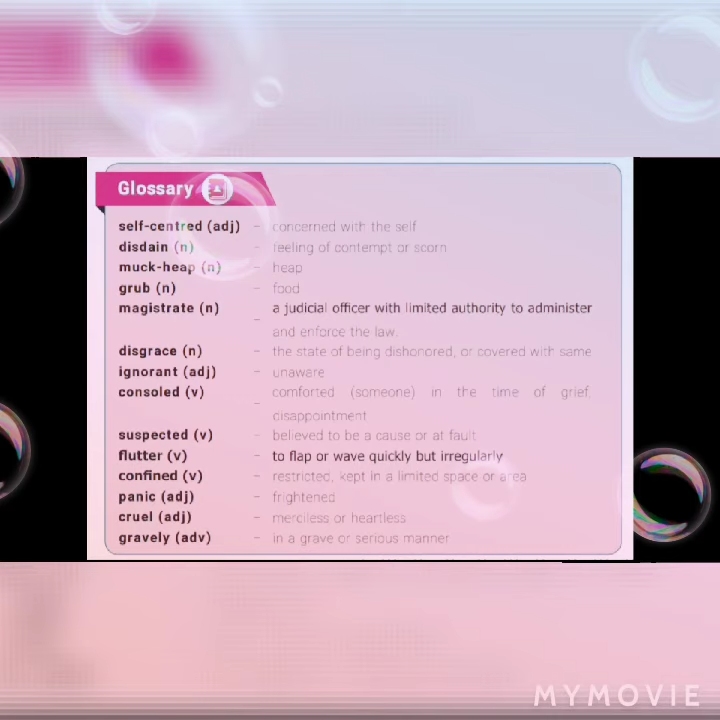 Glossary
self-centred (adj) – concerned with the self
disdain (n) – feeling of contempt or scorn
muck-heap (n) – heap
grub (n) – food
magistrate (n) – a judicial officer with limited authority to administer
and enforce the law.
disgrace (n) – the state of being dishonored, or covered with same
ignorant (adj) – unaware
consoled (v) – comforted (someone) in the time of grief,
disappointment
suspected (v) – believed to be a cause or at fault
flutter (v) – to flap or wave quickly but irregularly
confined (v) – restricted, kept in a limited space or area
panic (adj) – frightened
cruel (adj) – merciless or heartless
gravely (adv) – in a grave or serious manner
MYMOVIE